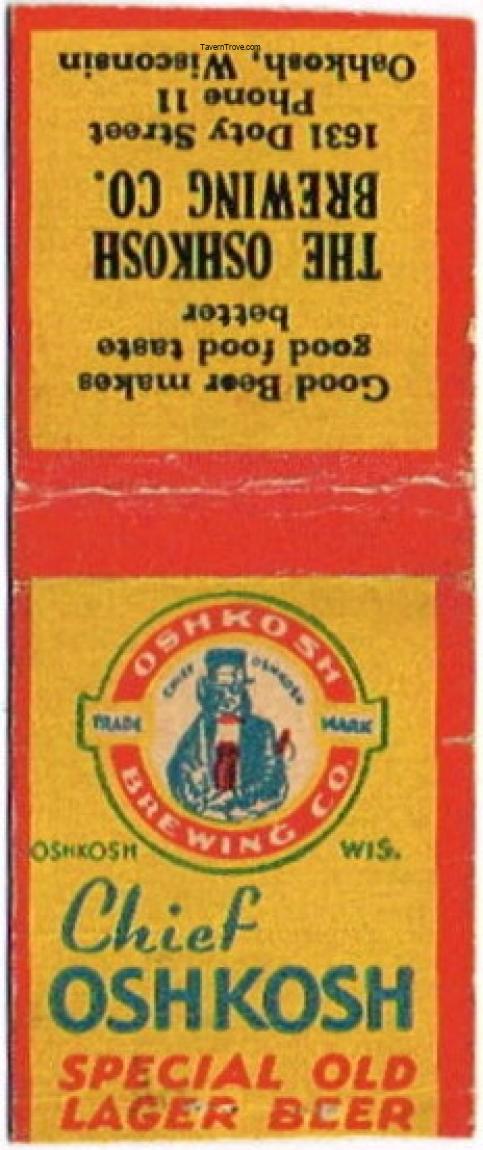 TavernTrove.com
Good Beer makes
good food taste
better
THE OSHKOSH
BREWING CO.
1631 Doty Street
Phone 11
Oshkosh, Wisconsin
OSHKOSH
CHIEF OSHKOSH
TRADE MARK
BREWING CO.
OSHKOSH WIS.
Chief
OSHKOSH
SPECIAL OLD
LAGER BEER